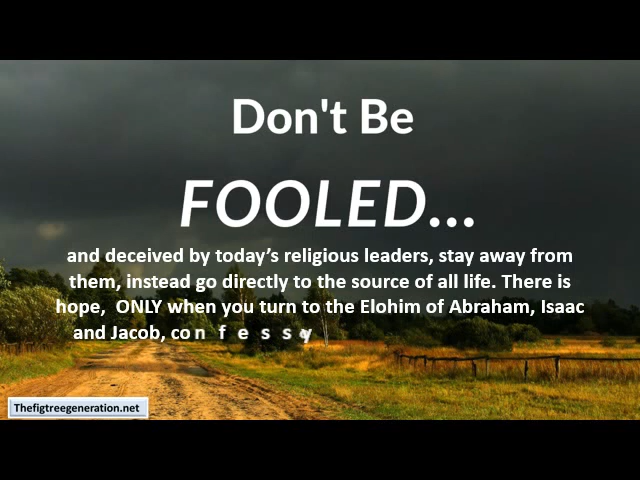 Don't Be
FOOLED...
and deceived by today’s religious leaders, stay away from
them, instead go directly to the source of all life. There is
hope,  ONLY when you turn to the Elohim of Abraham, Isaac
and Jacob, confess
Thefigtreegeneration.net